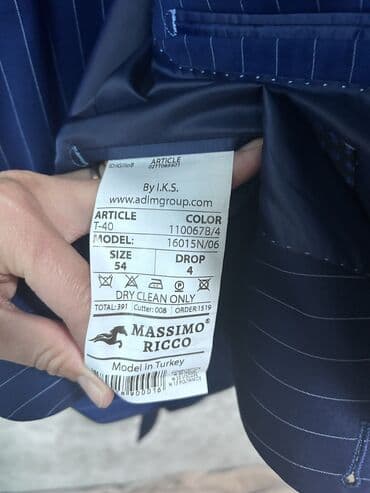 ARTICLE
By I.K.S.
www.adlmgroup.com
ARTICLE COLOR
T-40 110067B/4
MODEL: 16015N/06
SIZE DROP
54 4
DRY CLEAN ONLY
TOTAL:391 Cutter:008 ORDER:1519
MASSIMO®
RICCO
Model in Turkey